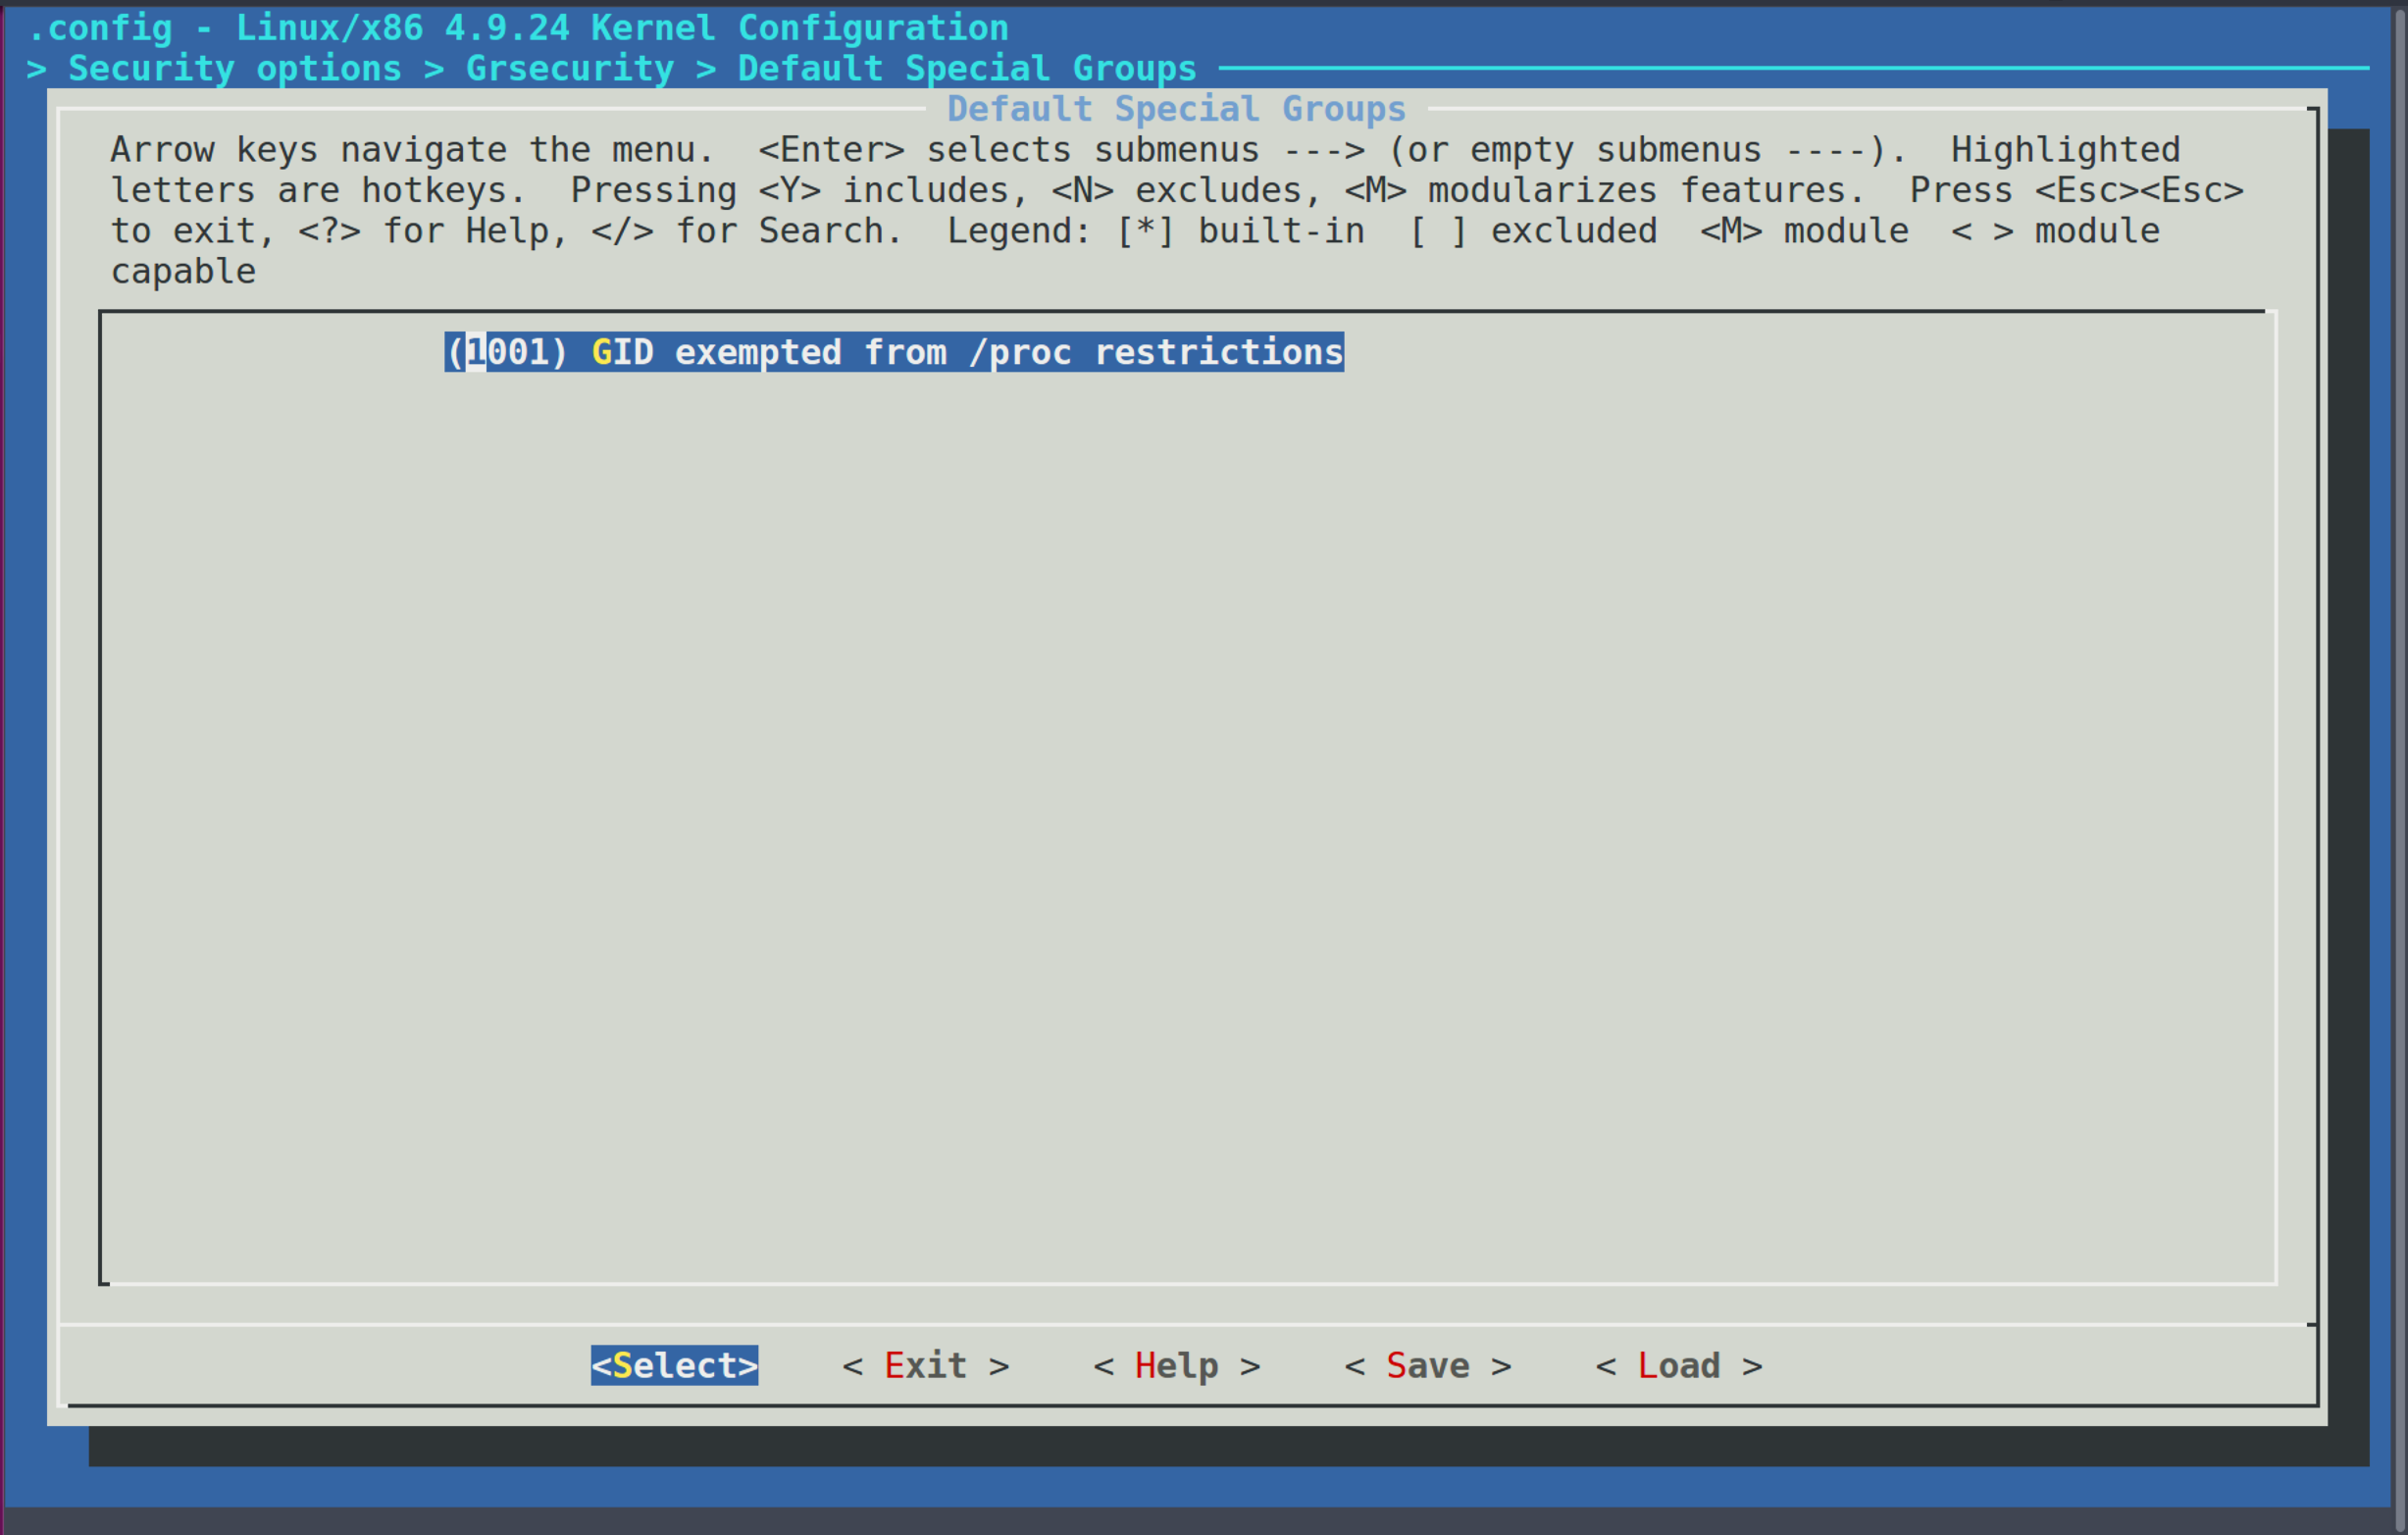 .config - Linux/x86 4.9.24 Kernel Configuration
> Security options > Grsecurity > Default Special Groups
Default Special Groups
Arrow keys navigate the menu.  <Enter> selects submenus ---> (or empty submenus ----).  Highlighted
letters are hotkeys.  Pressing <Y> includes, <N> excludes, <M> modularizes features.  Press <Esc><Esc>
to exit, <?> for Help, </> for Search.  Legend: [*] built-in  [ ] excluded  <M> module  < > module
capable
(1001) GID exempted from /proc restrictions
<Select>    < Exit >    < Help >    < Save >    < Load >